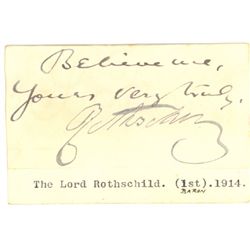 Believe me,
Yours very truly,
Rothschild
The Lord Rothschild. (1st).1914.
BARON